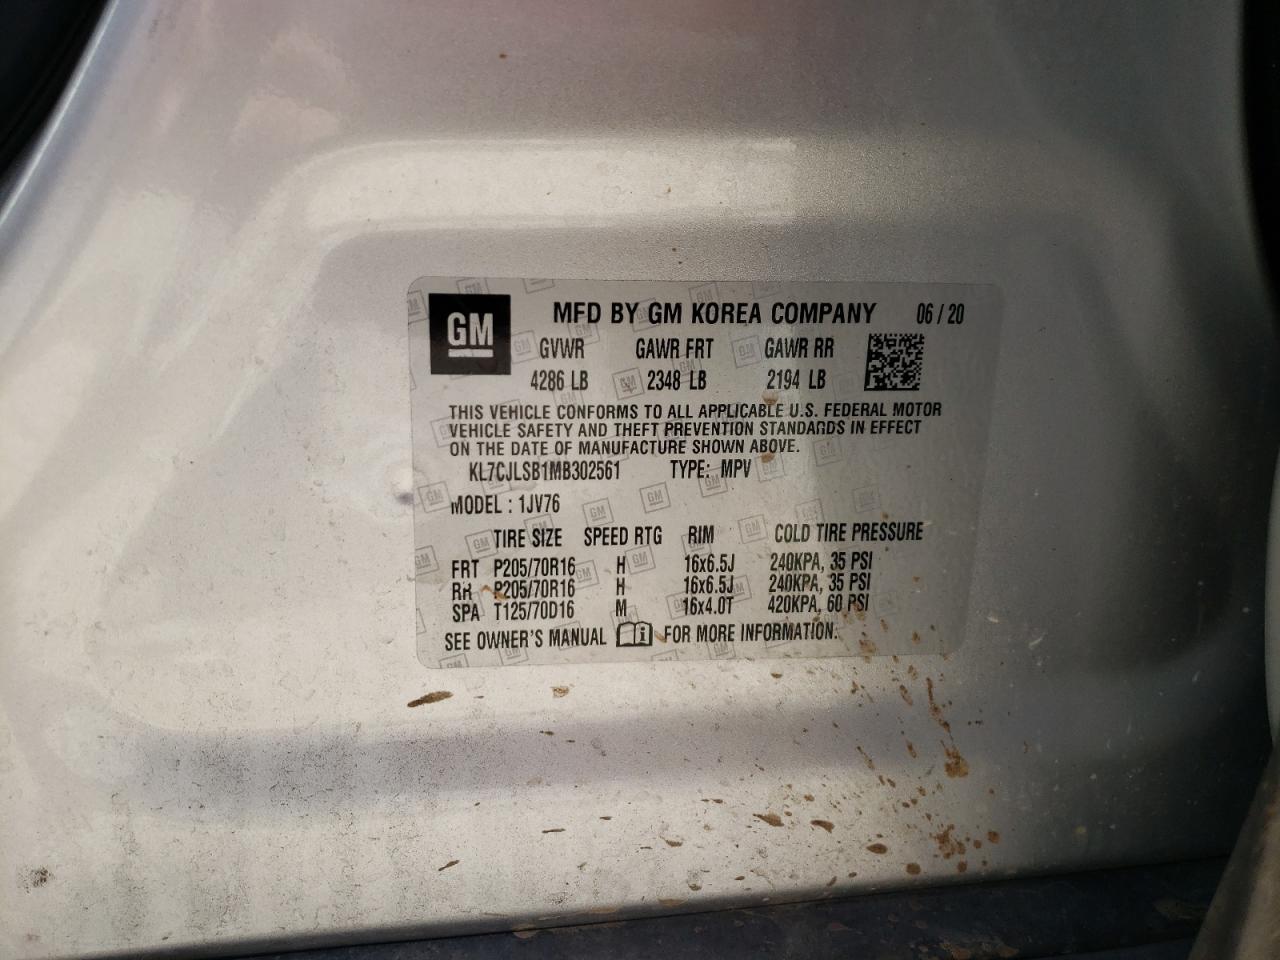 GM
MFD BY GM KOREA COMPANY 06 / 20
GVWR GAWR FRT GAWR RR
4286 LB 2348 LB 2194 LB
THIS VEHICLE CONFORMS TO ALL APPLICABLE U.S. FEDERAL MOTOR
VEHICLE SAFETY AND THEFT PREVENTION STANDARDS IN EFFECT
ON THE DATE OF MANUFACTURE SHOWN ABOVE.
KL7CJLSB1MB302561 TYPE: MPV
MODEL : 1JV76
TIRE SIZE SPEED RTG RIM COLD TIRE PRESSURE
FRT P205/70R16 H 16x6.5J 240KPA, 35 PSI
RR P205/70R16 H 16x6.5J 240KPA, 35 PSI
SPA T125/70D16 M 16x4.0T 420KPA, 60 PSI
SEE OWNER'S MANUAL FOR MORE INFORMATION.